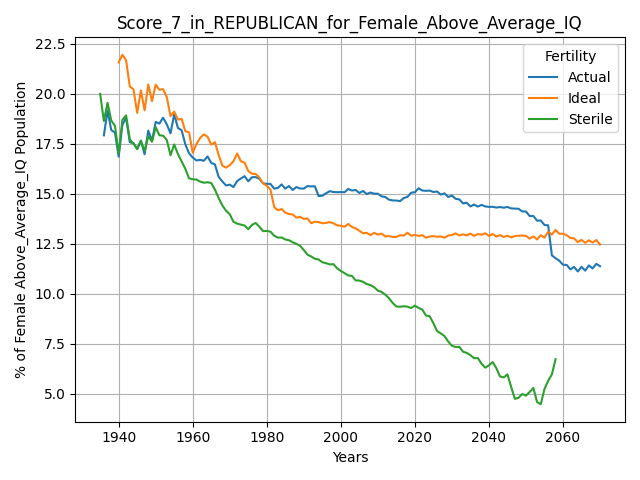 Score_7_in_REPUBLICAN_for_Female_Above_Average_IQ
% of Female Above_Average_IQ Population
22.5
20.0
17.5
15.0
12.5
10.0
7.5
5.0
Fertility
Actual
Ideal
Sterile
1940 1960 1980 2000 2020 2040 2060
Years